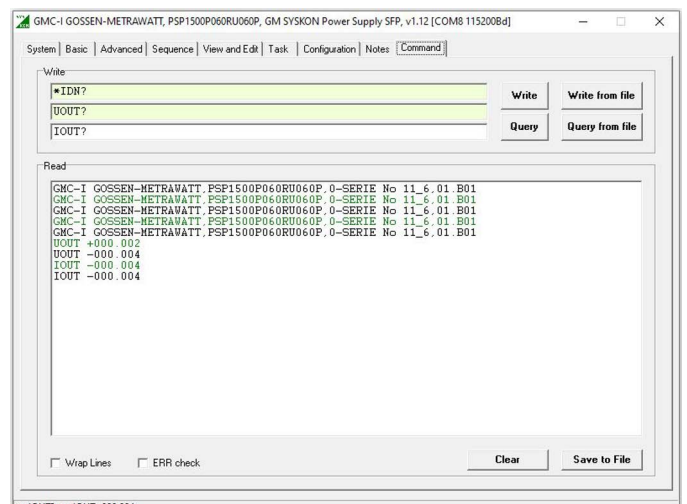 GMC-I GOSSEN-METRAWATT, PSP1500P060RU060P, GM SYSKON Power Supply SFP, v1.12 [COM8 115200Bd]
System Basic Advanced Sequence View and Edit Task Configuration Notes Command
Write
*IDN?
UOUT?
IOUT?
Write
Write from file
Query
Query from file
Read
GMC-I GOSSEN-METRAWATT,PSP1500P060RU060P,0-SERIE No 11_6,01.B01
GMC-I GOSSEN-METRAWATT,PSP1500P060RU060P,0-SERIE No 11_6,01.B01
GMC-I GOSSEN-METRAWATT,PSP1500P060RU060P,0-SERIE No 11_6,01.B01
GMC-I GOSSEN-METRAWATT,PSP1500P060RU060P,0-SERIE No 11_6,01.B01
GMC-I GOSSEN-METRAWATT,PSP1500P060RU060P,0-SERIE No 11_6,01.B01
UOUT +000.002
UOUT -000.004
IOUT -000.004
IOUT -000.004
Wrap Lines
ERR check
Clear
Save to File